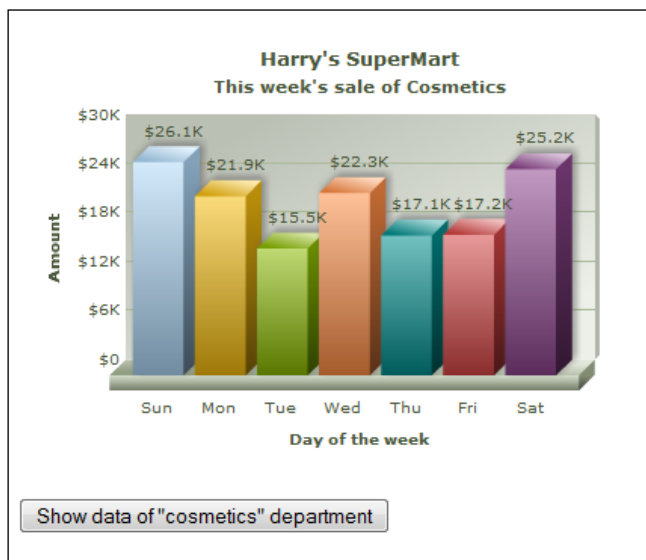 Harry's SuperMart
This week's sale of Cosmetics
$30K
$24K
$18K
$12K
$6K
$0
Amount
$26.1K
$21.9K
$15.5K
$22.3K
$17.1K
$17.2K
$25.2K
Sun Mon Tue Wed Thu Fri Sat
Day of the week
Show data of "cosmetics" department